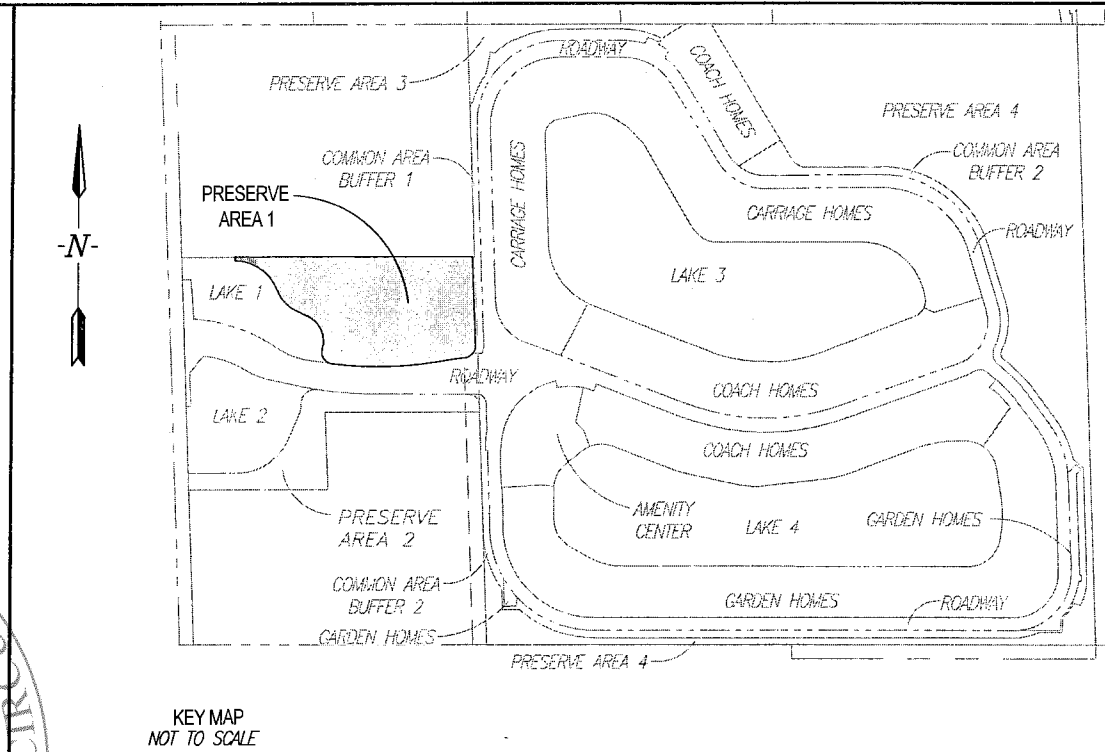 ROADWAY
COACH HOMES
PRESERVE AREA 3
PRESERVE AREA 4
COMMON AREA
BUFFER 1
COMMON AREA
BUFFER 2
PRESERVE
AREA 1
CARRIAGE HOMES
CARRIAGE HOMES
ROADWAY
-N-
LAKE 1
LAKE 3
ROADWAY
COACH HOMES
LAKE 2
COACH HOMES
PRESERVE
AREA 2
AMENITY
CENTER
LAKE 4
GARDEN HOMES
COMMON AREA
BUFFER 2
GARDEN HOMES
ROADWAY
GARDEN HOMES
PRESERVE AREA 4
KEY MAP
NOT TO SCALE